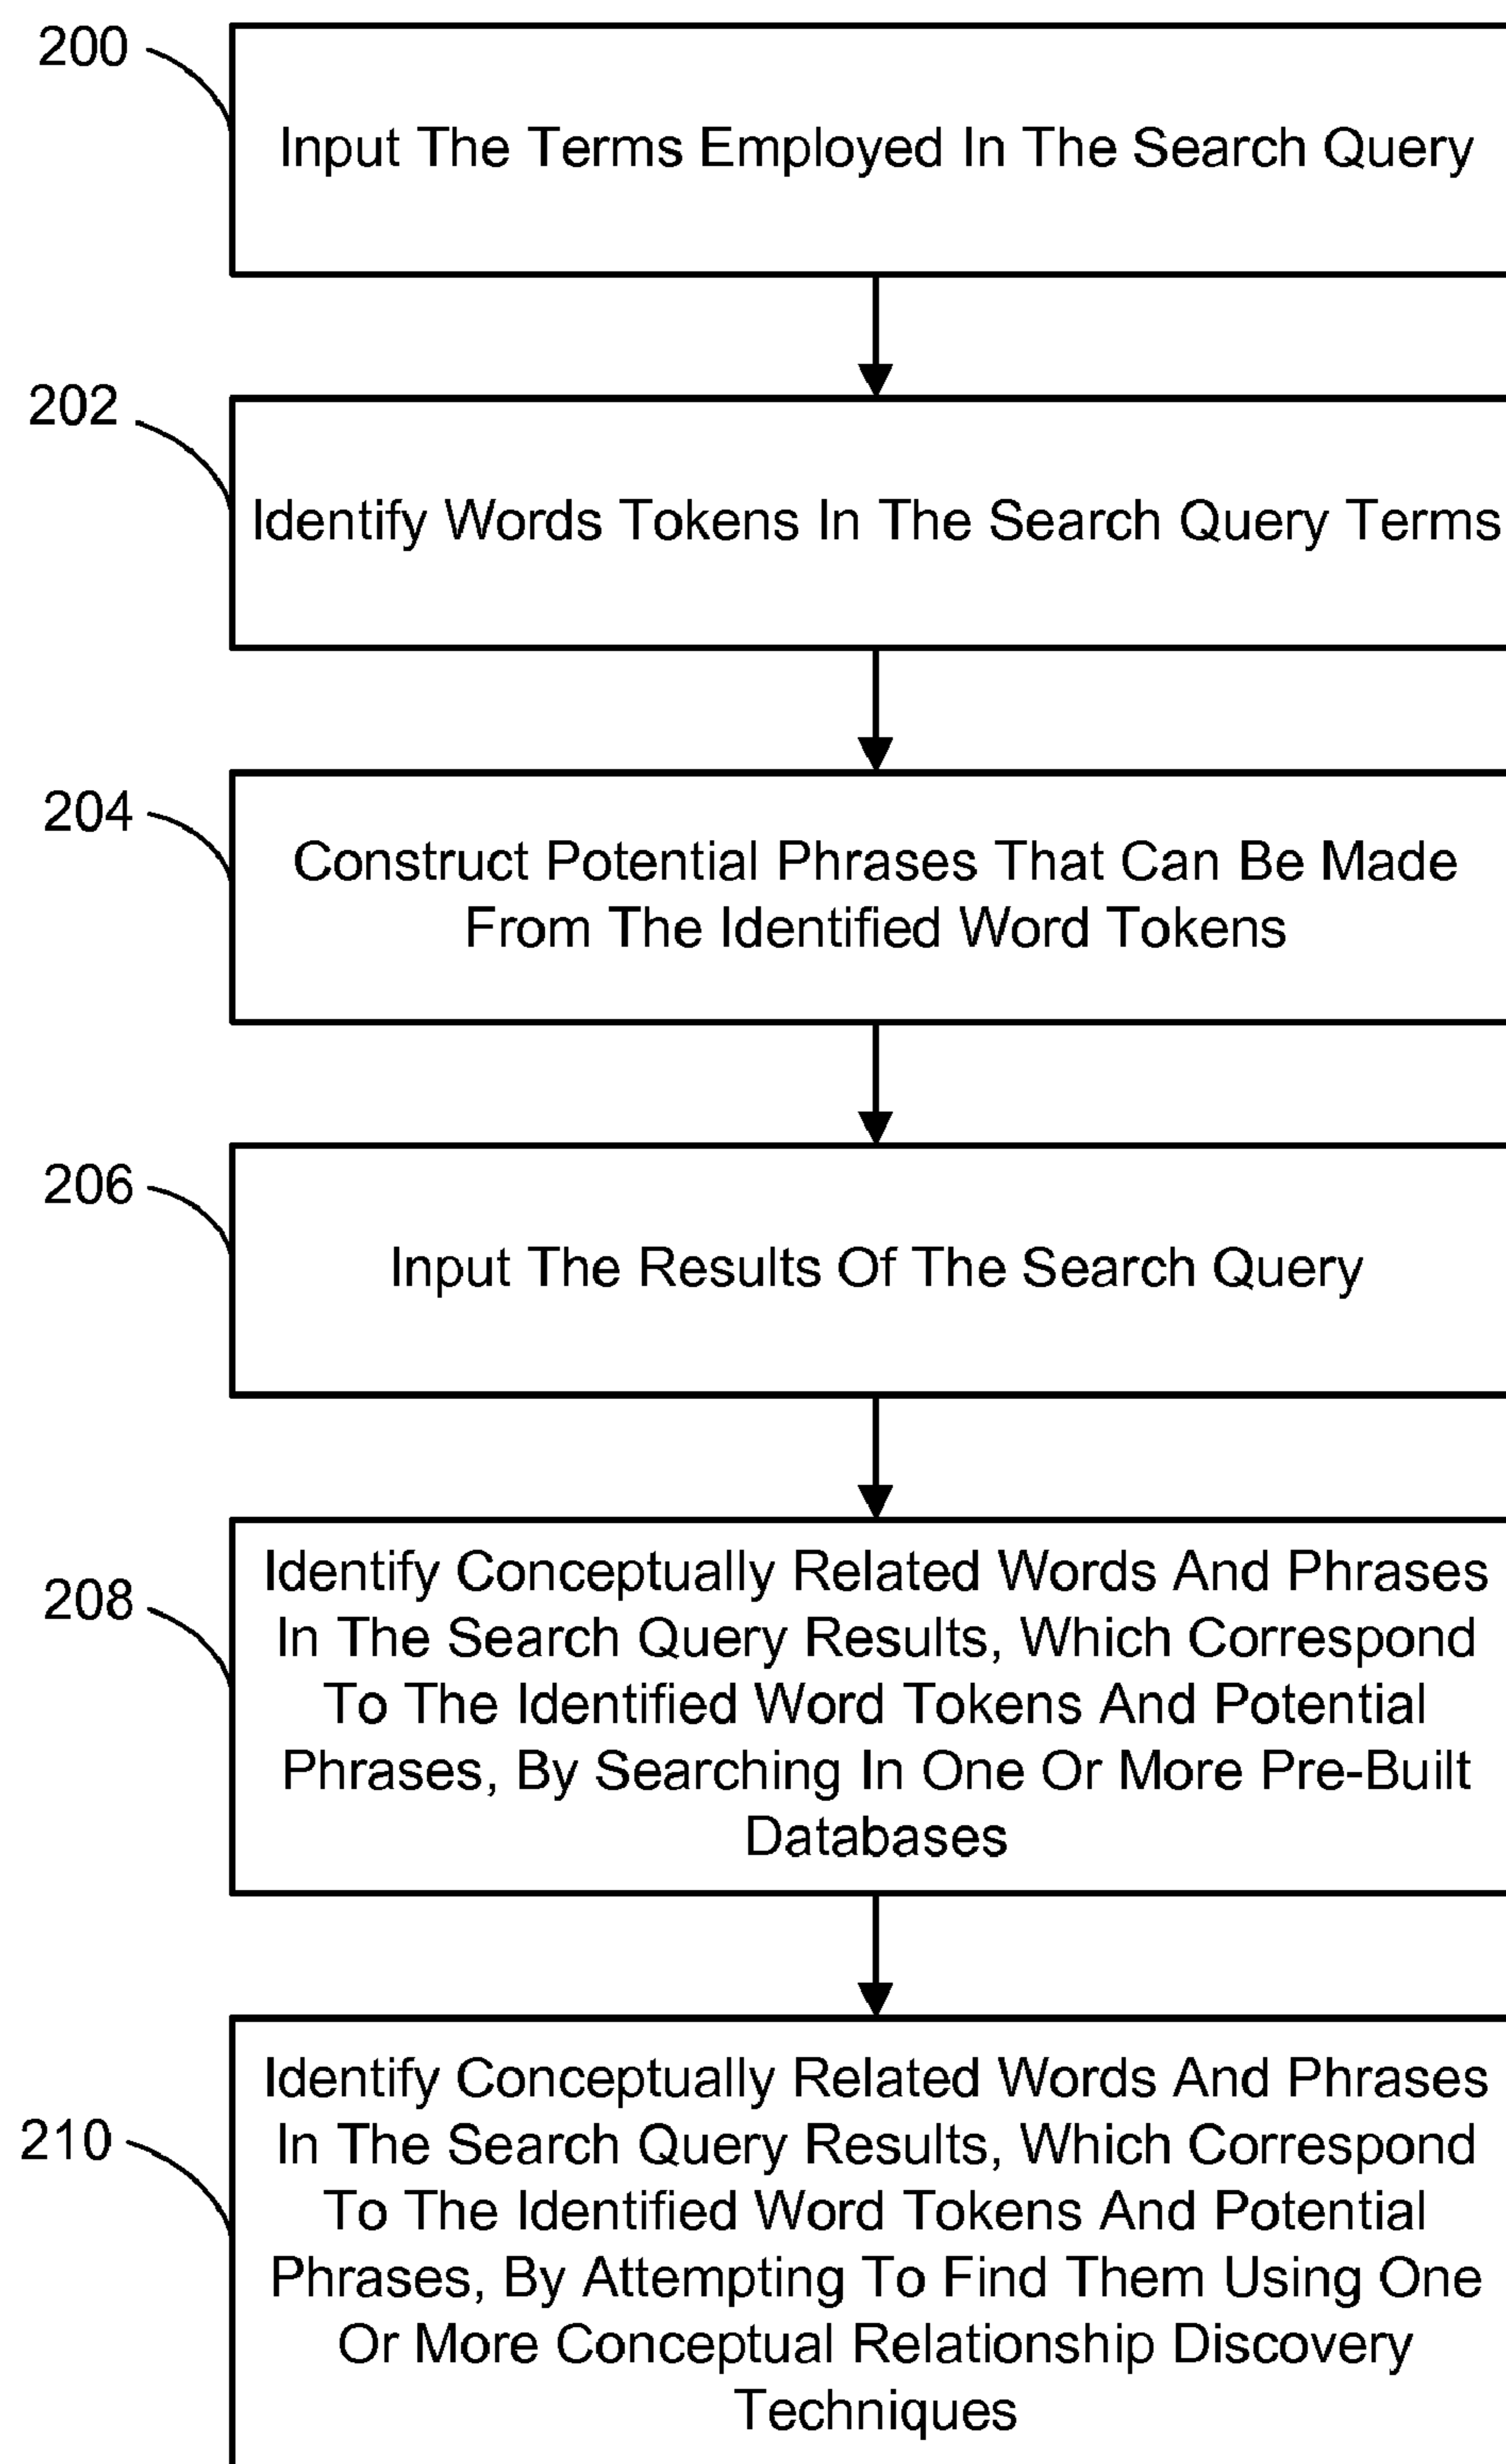 200
Input The Terms Employed In The Search Query
202
Identify Words Tokens In The Search Query Terms
204
Construct Potential Phrases That Can Be Made
From The Identified Word Tokens
206
Input The Results Of The Search Query
208
Identify Conceptually Related Words And Phrases
In The Search Query Results, Which Correspond
To The Identified Word Tokens And Potential
Phrases, By Searching In One Or More Pre-Built
Databases
210
Identify Conceptually Related Words And Phrases
In The Search Query Results, Which Correspond
To The Identified Word Tokens And Potential
Phrases, By Attempting To Find Them Using One
Or More Conceptual Relationship Discovery
Techniques